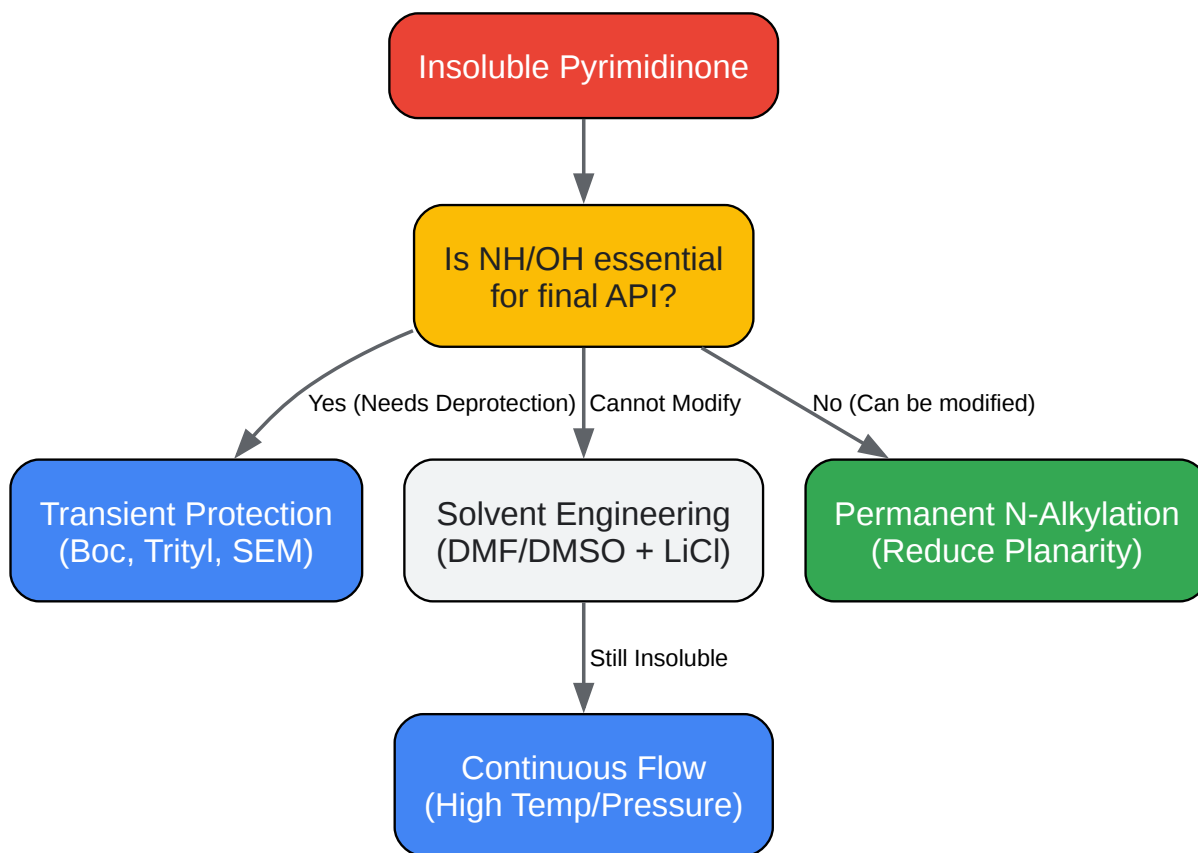 Insoluble Pyrimidinone
Is NH/OH essential
for final API?
Yes (Needs Deprotection)
Cannot Modify
No (Can be modified)
Transient Protection
(Boc, Trityl, SEM)
Solvent Engineering
(DMF/DMSO + LiCl)
Permanent N-Alkylation
(Reduce Planarity)
Still Insoluble
Continuous Flow
(High Temp/Pressure)